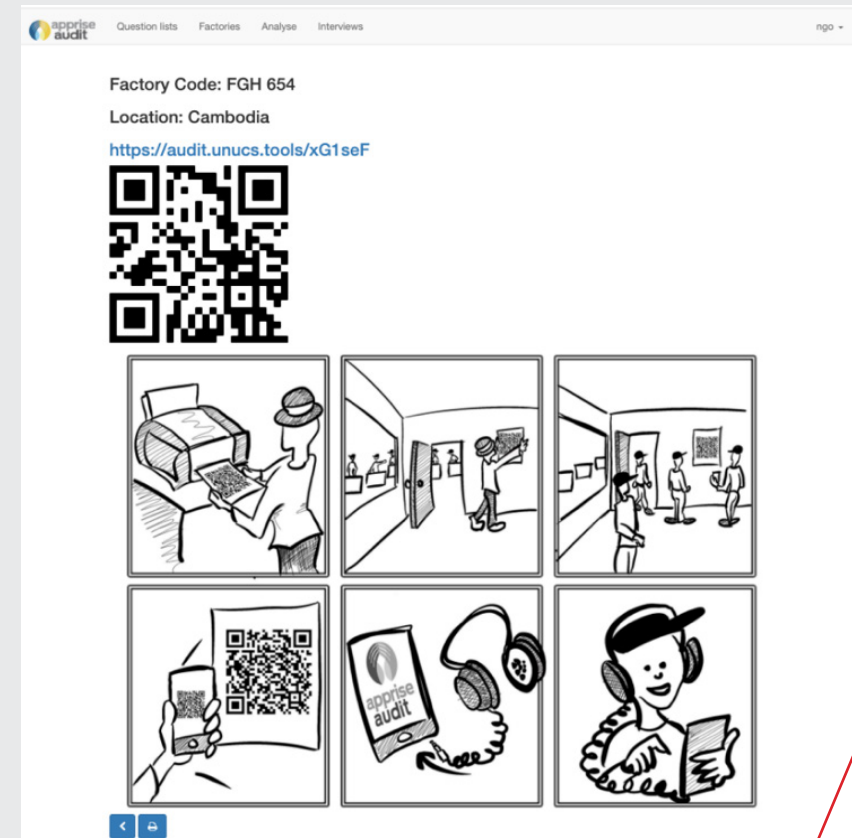 apprise
audit
Question lists Factories Analyse Interviews
ngo
Factory Code: FGH 654
Location: Cambodia
https://audit.unucs.tools/xG1seF
apprise
audit